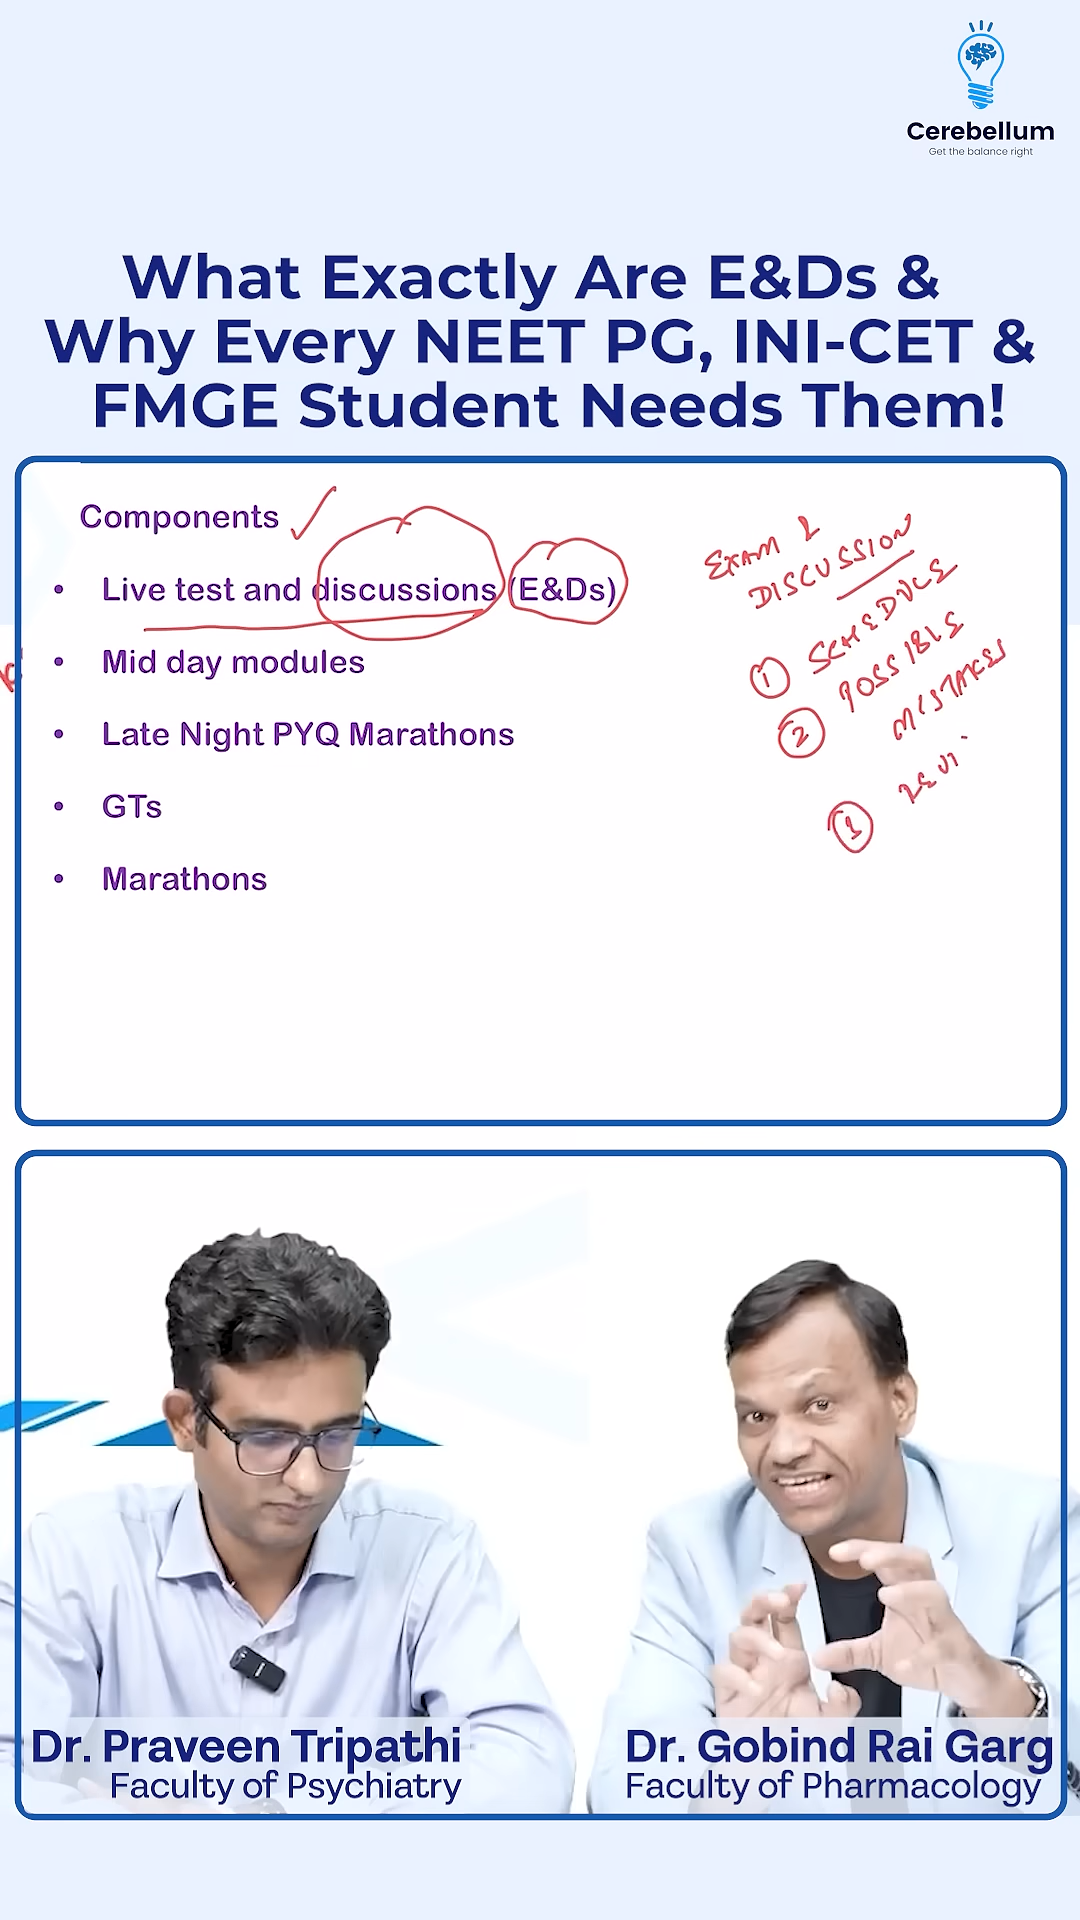 Cerebellum
Get the balance right
What Exactly Are E&Ds &
Why Every NEET PG, INI-CET &
FMGE Student Needs Them!
Components
• Live test and discussions (E&Ds)
• Mid day modules
• Late Night PYQ Marathons
• GTs
• Marathons
EXAM &
DISCUSSION
1 SCHEDULE
2 POSSIBLE
MISTAKES
3 REVI
Dr. Praveen Tripathi
Faculty of Psychiatry
Dr. Gobind Rai Garg
Faculty of Pharmacology